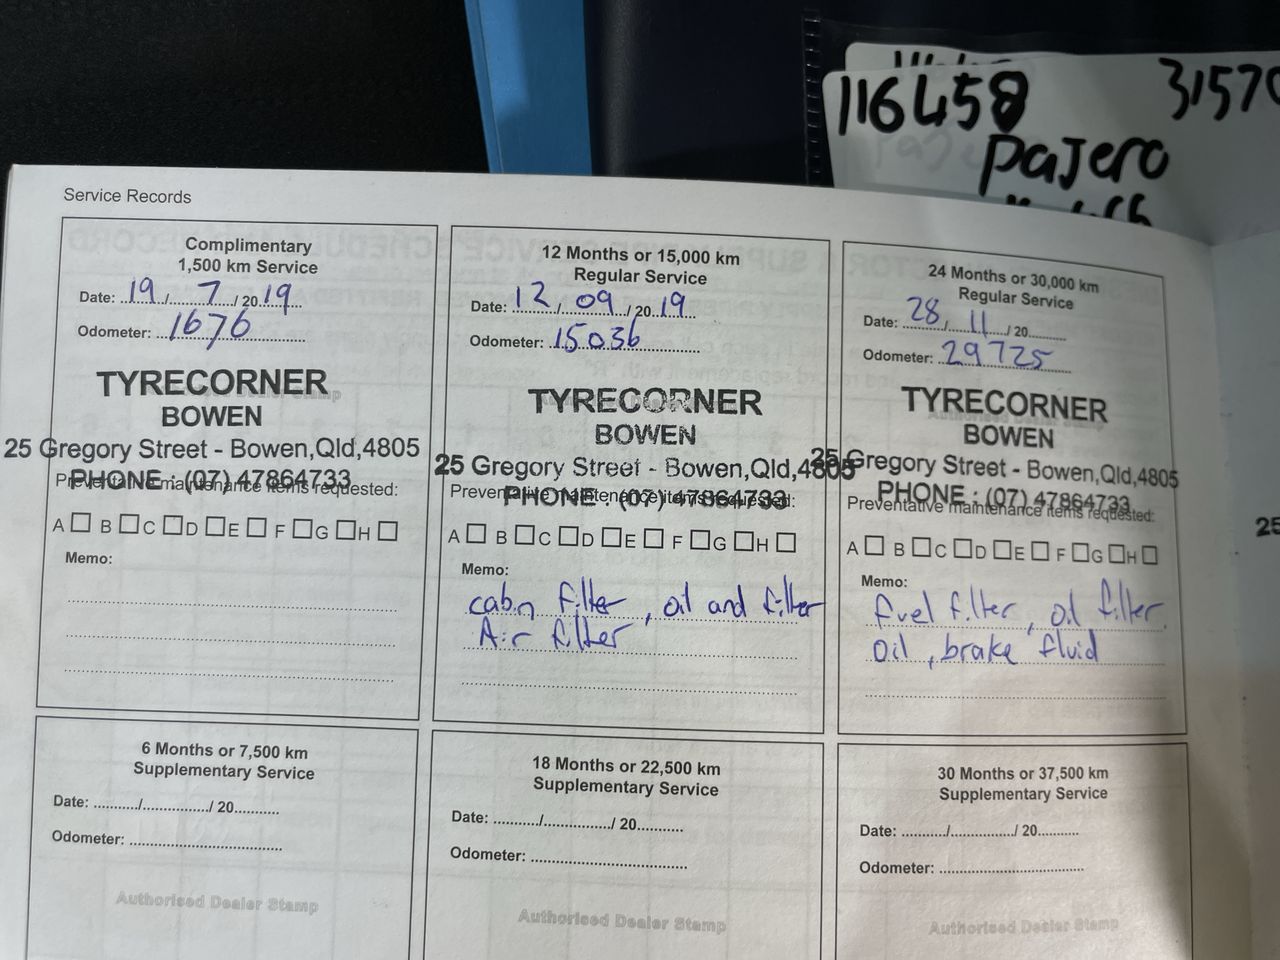 116458
31570
Pajero
Service Records
Complimentary
1,500 km Service
Date: 19 / 7 / 20 19
Odometer: 1676
TYRECORNER
BOWEN
25 Gregory Street - Bowen,Qld,4805
PHONE : (07) 47864733
Preventative maintenance items requested:
A B C D E F G H
Memo:
12 Months or 15,000 km
Regular Service
Date: 12 / 09 / 20 19
Odometer: 15036
TYRECORNER
BOWEN
25 Gregory Street - Bowen,Qld,4805
PHONE : (07) 47864733
Preventative maintenance items requested:
A B C D E F G H
Memo:
cabin filter, oil and filter
Air filter
24 Months or 30,000 km
Regular Service
Date: 28 / 11 / 20
Odometer: 29725
TYRECORNER
BOWEN
25 Gregory Street - Bowen,Qld,4805
PHONE : (07) 47864733
Preventative maintenance items requested:
A B C D E F G H
Memo:
fuel filter, oil filter.
oil, brake fluid
6 Months or 7,500 km
Supplementary Service
Date: ........../.............../ 20..........
Odometer: ..................................
Authorised Dealer Stamp
18 Months or 22,500 km
Supplementary Service
Date: ........../.............../ 20..........
Odometer: ..................................
Authorised Dealer Stamp
30 Months or 37,500 km
Supplementary Service
Date: ........../.............../ 20..........
Odometer: ..................................
Authorised Dealer Stamp
25